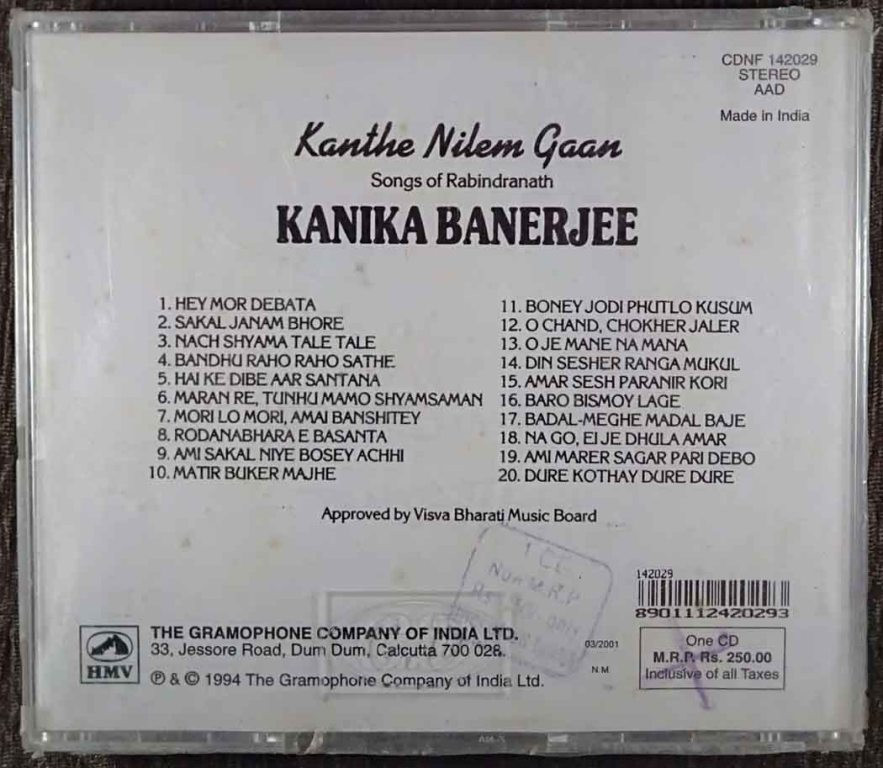 CDNF 142029
STEREO
AAD
Made in India
Kanthe Nilem Gaan
Songs of Rabindranath
KANIKA BANERJEE
1. HEY MOR DEBATA
2. SAKAL JANAM BHORE
3. NACH SHYAMA TALE TALE
4. BANDHU RAHO RAHO SATHE
5. HAI KE DIBE AAR SANTANA
6. MARAN RE, TUNHU MAMO SHYAMSAMAN
7. MORI LO MORI, AMAI BANSHITEY
8. RODANABHARA E BASANTA
9. AMI SAKAL NIYE BOSEY ACHHI
10. MATIR BUKER MAJHE
11. BONEY JODI PHUTLO KUSUM
12. O CHAND, CHOKHER JALER
13. O JE MANE NA MANA
14. DIN SESHER RANGA MUKUL
15. AMAR SESH PARANIR KORI
16. BARO BISMOY LAGE
17. BADAL-MEGHE MADAL BAJE
18. NA GO, EI JE DHULA AMAR
19. AMI MARER SAGAR PARI DEBO
20. DURE KOTHAY DURE DURE
Approved by Visva Bharati Music Board
1 CD
M.R.P
Rs
142029
8901112420293
HMV
THE GRAMOPHONE COMPANY OF INDIA LTD.
33, Jessore Road, Dum Dum, Calcutta 700 028.
℗ & © 1994 The Gramophone Company of India Ltd.
03/2001
N.M
One CD
M.R.P. Rs. 250.00
Inclusive of all Taxes